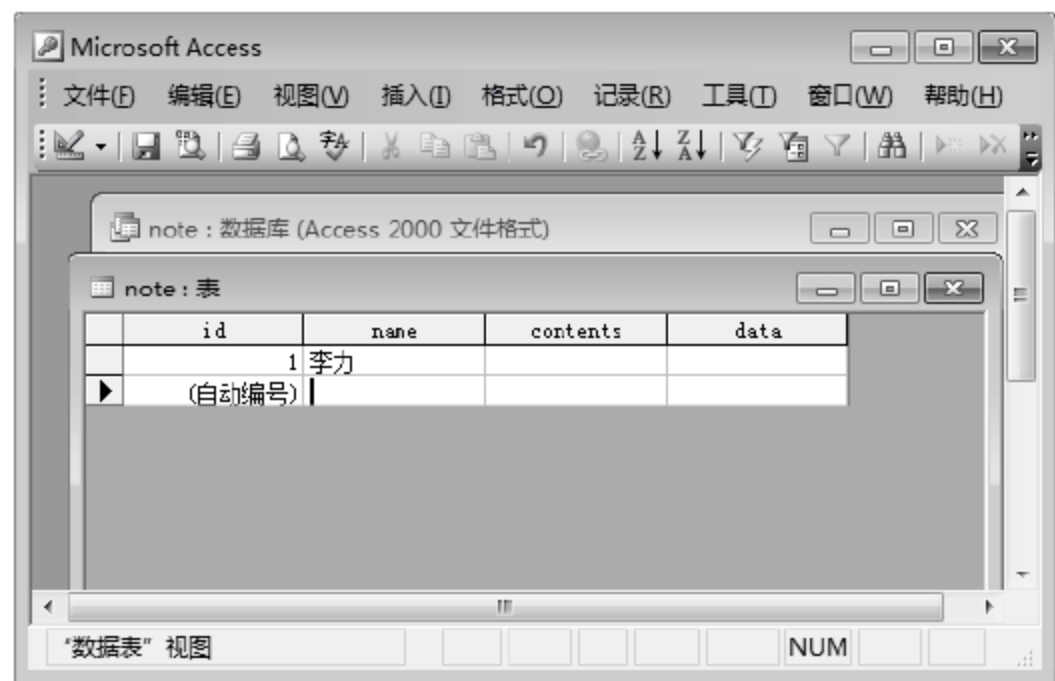 Microsoft Access
文件(F) 编辑(E) 视图(V) 插入(I) 格式(O) 记录(R) 工具(T) 窗口(W) 帮助(H)
note : 数据库 (Access 2000 文件格式)
note : 表
id name contents data
1 李力
(自动编号)
“数据表” 视图 NUM